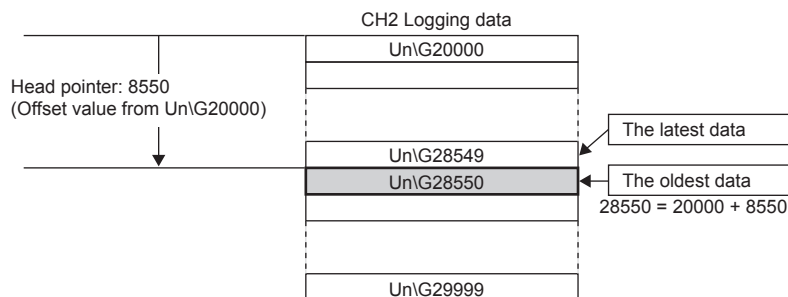 CH2 Logging data
Un\G20000
Head pointer: 8550
(Offset value from Un\G20000)
The latest data
Un\G28549
Un\G28550
The oldest data
28550 = 20000 + 8550
Un\G29999